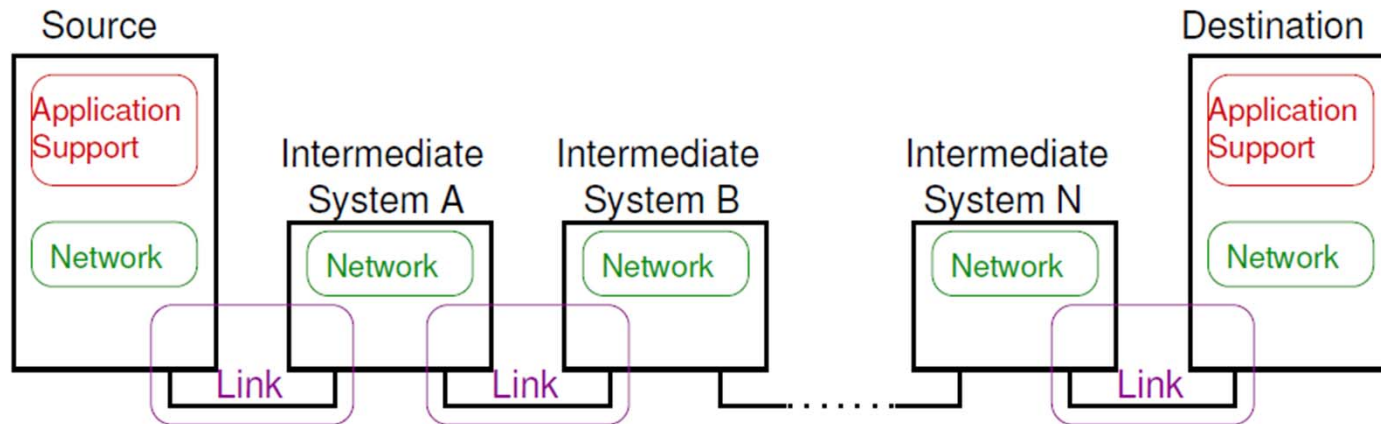 Source
Destination
Application
Support
Application
Support
Intermediate
System A
Intermediate
System B
Intermediate
System N
Network
Network
Network
Network
Network
Link
Link
Link